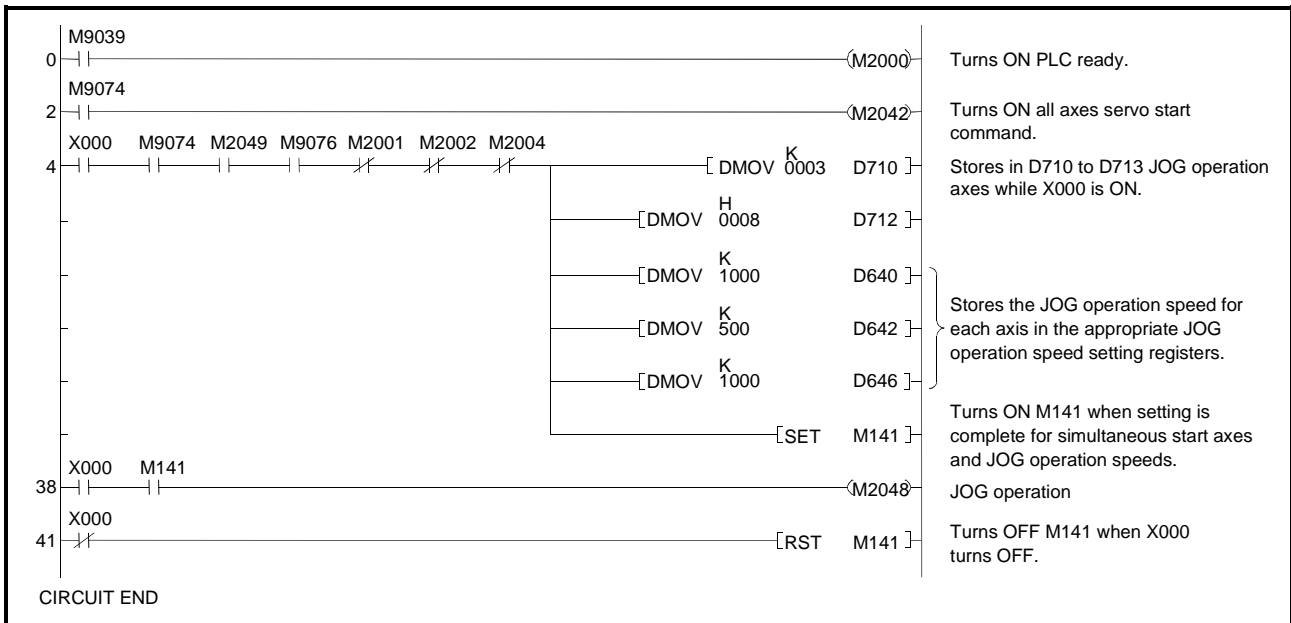 M9039
0 (M2000) Turns ON PLC ready.
M9074
2 (M2042) Turns ON all axes servo start
command.
X000 M9074 M2049 M9076 M2001 M2002 M2004
4 [DMOV K 0003 D710] Stores in D710 to D713 JOG operation
axes while X000 is ON.
[DMOV H 0008 D712]
[DMOV K 1000 D640]
Stores the JOG operation speed for
[DMOV K 500 D642] each axis in the appropriate JOG
operation speed setting registers.
[DMOV K 1000 D646]
Turns ON M141 when setting is
[SET M141] complete for simultaneous start axes
and JOG operation speeds.
X000 M141
38 (M2048) JOG operation
X000
41 [RST M141] Turns OFF M141 when X000
turns OFF.
CIRCUIT END